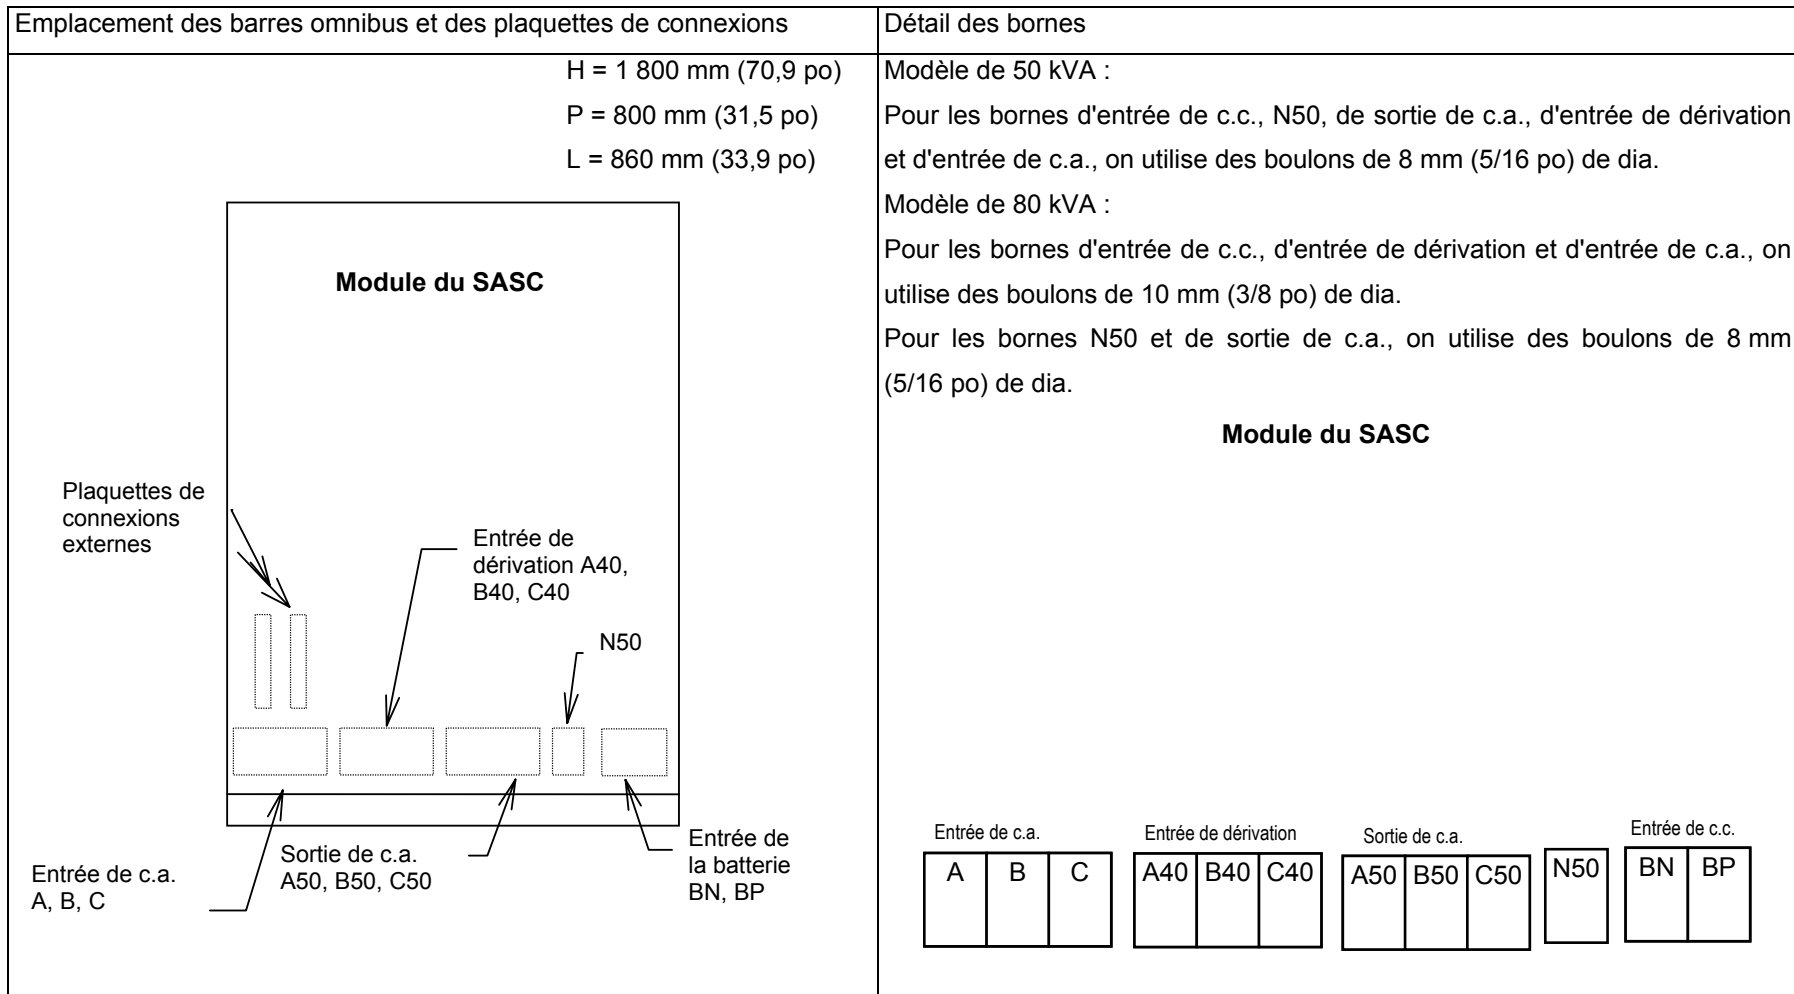 Emplacement des barres omnibus et des plaquettes de connexions
H = 1 800 mm (70,9 po)
P = 800 mm (31,5 po)
L = 860 mm (33,9 po)
Module du SASC
Plaquettes de
connexions
externes
Entrée de
dérivation A40,
B40, C40
N50
Entrée de c.a.
A, B, C
Sortie de c.a.
A50, B50, C50
Entrée de
la batterie
BN, BP
Détail des bornes
Modèle de 50 kVA :
Pour les bornes d'entrée de c.c., N50, de sortie de c.a., d'entrée de dérivation
et d'entrée de c.a., on utilise des boulons de 8 mm (5/16 po) de dia.
Modèle de 80 kVA :
Pour les bornes d'entrée de c.c., d'entrée de dérivation et d'entrée de c.a., on
utilise des boulons de 10 mm (3/8 po) de dia.
Pour les bornes N50 et de sortie de c.a., on utilise des boulons de 8 mm
(5/16 po) de dia.
Module du SASC
Entrée de c.a.
A B C
Entrée de dérivation
A40 B40 C40
Sortie de c.a.
A50 B50 C50
N50
Entrée de c.c.
BN BP